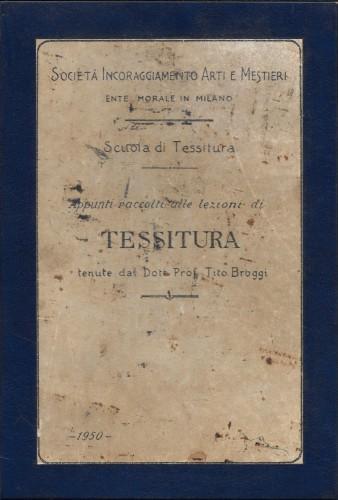 SOCIETÀ INCORAGGIAMENTO ARTI E MESTIERI
ENTE MORALE IN MILANO
Scuola di Tessitura
Appunti raccolti alle lezioni di
TESSITURA
tenute dal Dott. Prof. Tito Broggi
-1950-